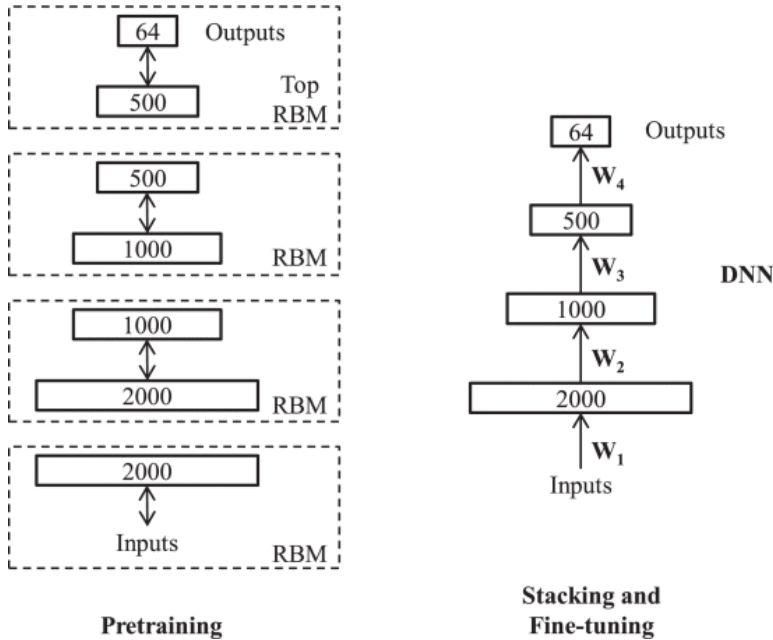 64 Outputs
500
Top
RBM
500
1000
RBM
1000
2000
RBM
2000
Inputs
RBM
Pretraining
64 Outputs
W4
500
W3
DNN
1000
W2
2000
W1
Inputs
Stacking and
Fine-tuning